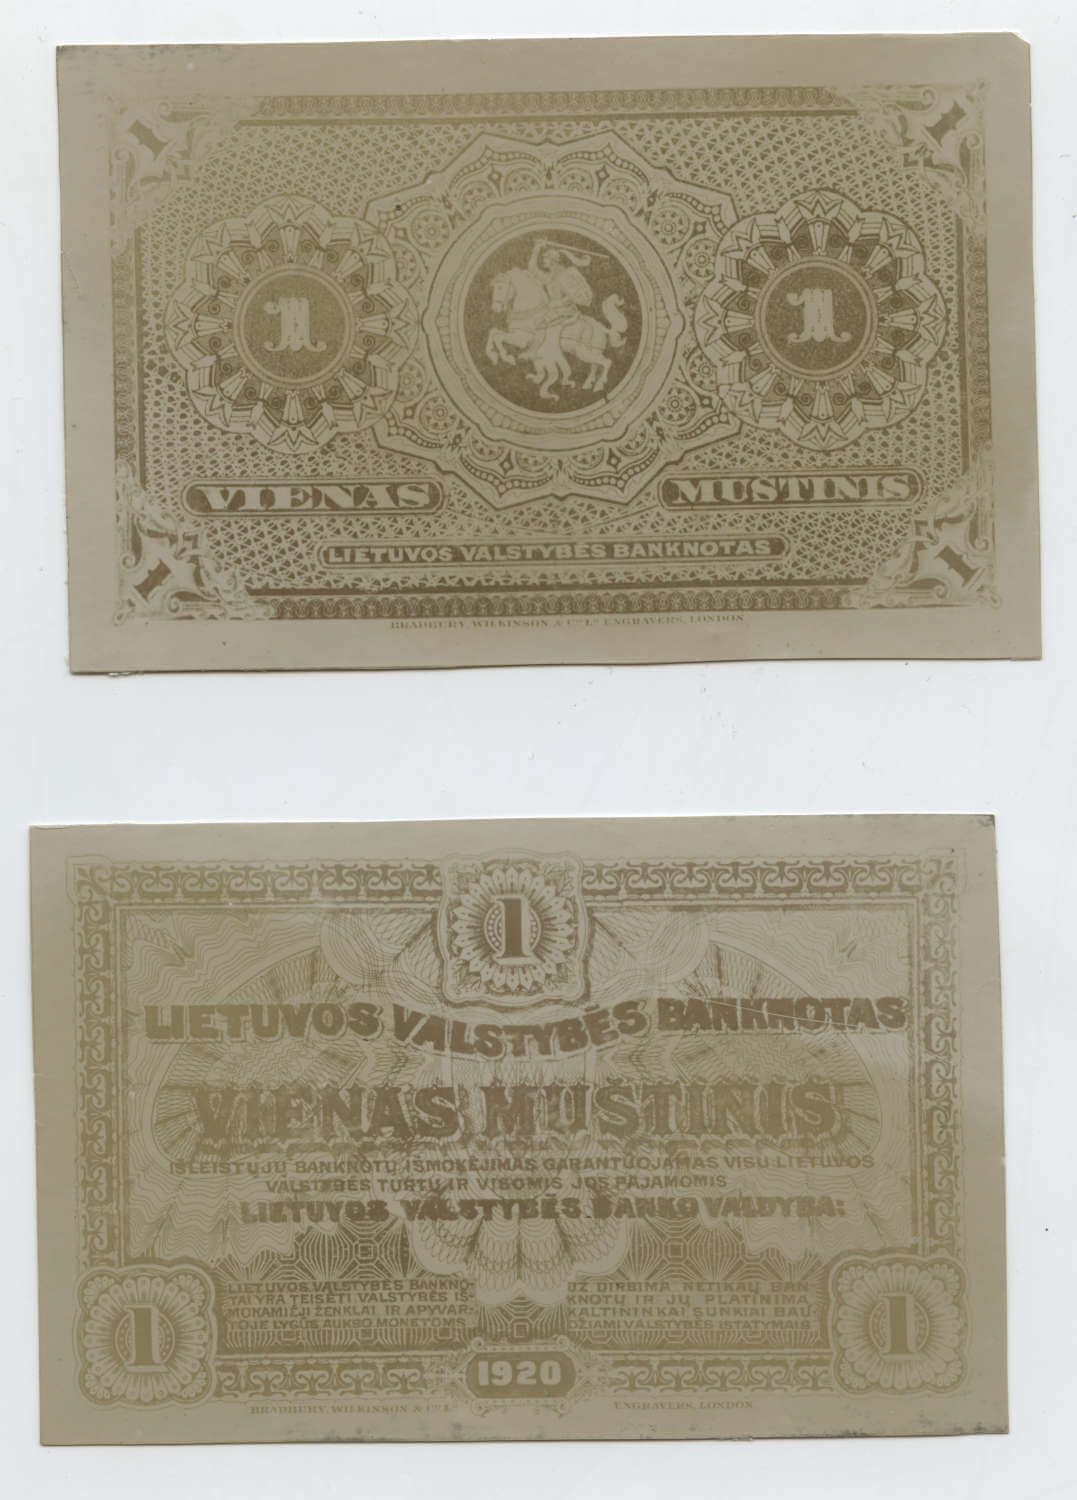 1 1
1 1
VIENAS MUŠTINIS
LIETUVOS VALSTYBĖS BANKNOTAS
1 1
BRADBURY, WILKINSON & Co Ld ENGRAVERS, LONDON
1
LIETUVOS VALSTYBĖS BANKNOTAS
VIENAS MUŠTINIS
IŠLEISTŲJŲ BANKNOTŲ IŠMOKĖJIMAS GARANTUOJAMAS VISU LIETUVOS
VALSTYBĖS TURTU IR VISOMIS JOS PAJAMOMIS
LIETUVOS VALSTYBĖS BANKO VALDYBA:
LIETUVOS VALSTYBĖS BANKNO-
TAI YRA TEISĖTI VALSTYBĖS IŠ-
MOKAMIEJI ŽENKLAI IR APYVAR-
TOJE LYGŪS AUKSO MONETOMS
UŽ DIRBIMĄ NETIKRŲ BAN-
KNOTŲ IR JŲ PLATINIMĄ
KALTININKAI SUNKIAI BAU-
DŽIAMI VALSTYBĖS ĮSTATYMAIS
1 1
1920
BRADBURY, WILKINSON & Co Ld ENGRAVERS, LONDON